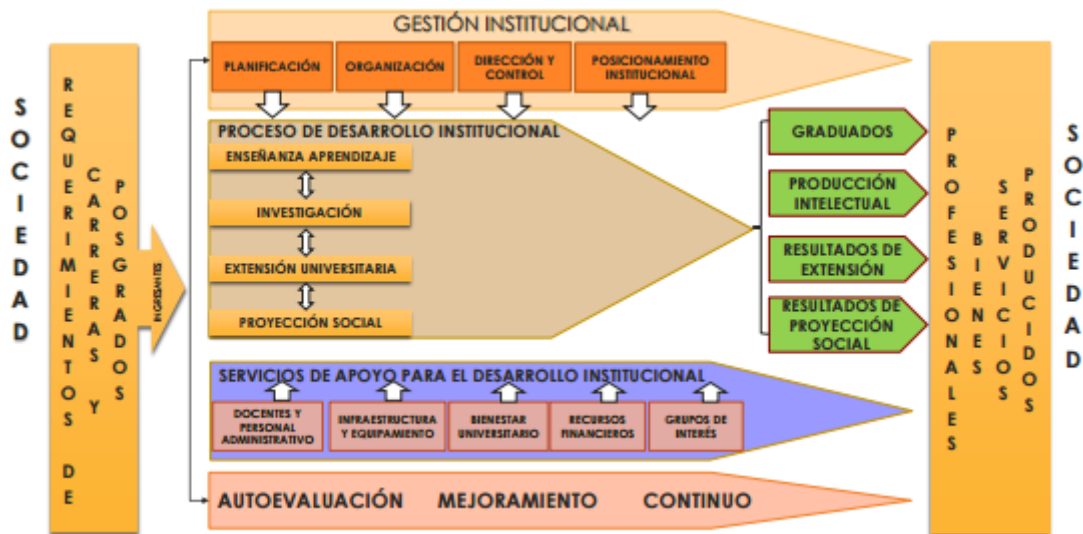 SOCIEDAD
REQUERIMIENTOS DE
CARRERAS Y
POSGRADOS
INGRESANTES
GESTIÓN INSTITUCIONAL
PLANIFICACIÓN
ORGANIZACIÓN
DIRECCIÓN Y
CONTROL
POSICIONAMIENTO
INSTITUCIONAL
PROCESO DE DESARROLLO INSTITUCIONAL
ENSEÑANZA APRENDIZAJE
INVESTIGACIÓN
EXTENSIÓN UNIVERSITARIA
PROYECCIÓN SOCIAL
SERVICIOS DE APOYO PARA EL DESARROLLO INSTITUCIONAL
DOCENTES Y
PERSONAL
ADMINISTRATIVO
INFRAESTRUCTURA
Y EQUIPAMIENTO
BIENESTAR
UNIVERSITARIO
RECURSOS
FINANCIEROS
GRUPOS DE
INTERÉS
AUTOEVALUACIÓN MEJORAMIENTO CONTINUO
GRADUADOS
PRODUCCIÓN
INTELECTUAL
RESULTADOS DE
EXTENSIÓN
RESULTADOS DE
PROYECCIÓN
SOCIAL
PROFESIONALES
BIENES
SERVICIOS
PRODUCIDOS
SOCIEDAD